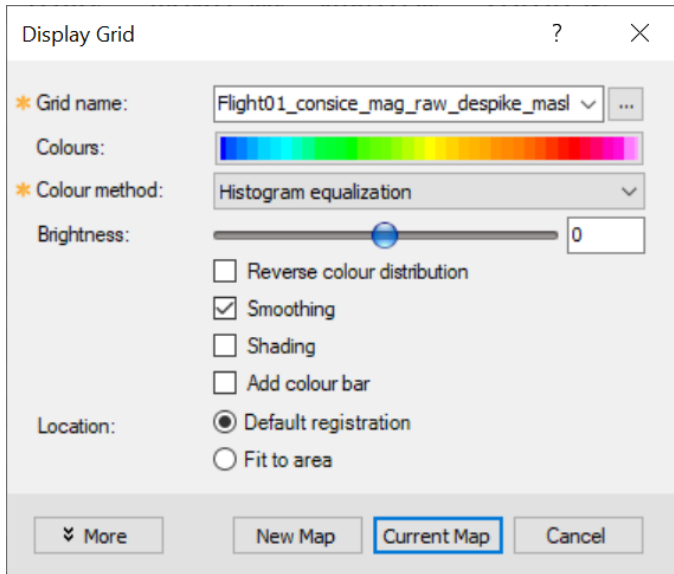 Display Grid
Grid name: Flight01_consice_mag_raw_despike_masl ...
Colours:
Colour method: Histogram equalization
Brightness: 0
Reverse colour distribution
Smoothing
Shading
Add colour bar
Location: Default registration
Fit to area
More New Map Current Map Cancel